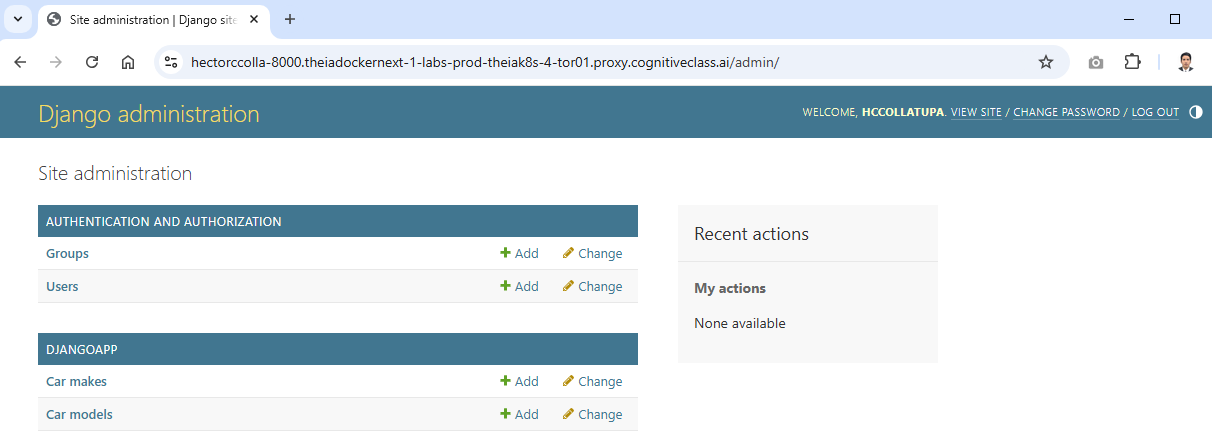 Site administration | Django site
hectorccolla-8000.theiadockernext-1-labs-prod-theiak8s-4-tor01.proxy.cognitiveclass.ai/admin/
Django administration
WELCOME, HCCOLLATUPA. VIEW SITE / CHANGE PASSWORD / LOG OUT
Site administration
AUTHENTICATION AND AUTHORIZATION
Groups Add Change
Users Add Change
DJANGOAPP
Car makes Add Change
Car models Add Change
Recent actions
My actions
None available